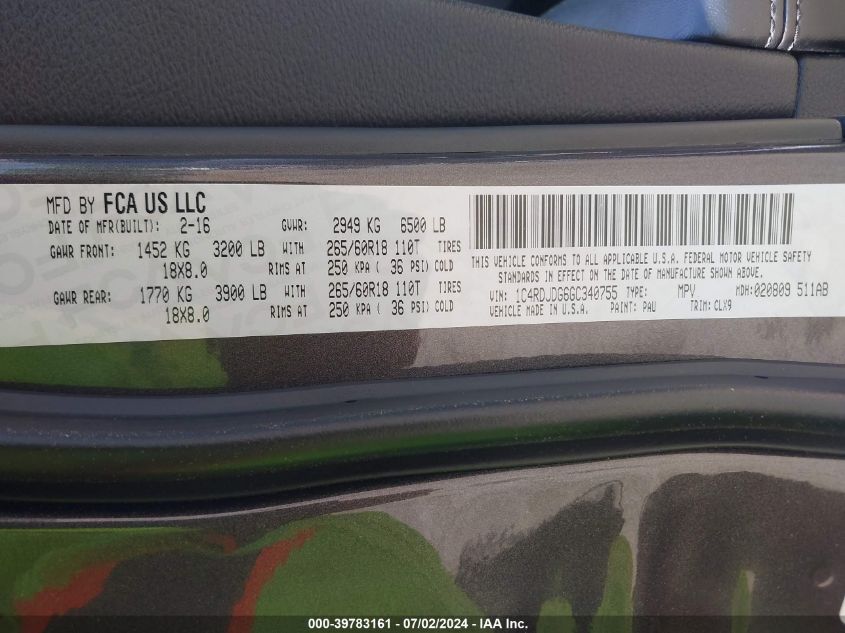 MFD BY FCA US LLC
DATE OF MFR(BUILT): 2-16 GVWR: 2949 KG 6500 LB
GAWR FRONT: 1452 KG 3200 LB WITH 265/60R18 110T TIRES
18X8.0 RIMS AT 250 KPA ( 36 PSI) COLD
GAWR REAR: 1770 KG 3900 LB WITH 265/60R18 110T TIRES
18X8.0 RIMS AT 250 KPA ( 36 PSI) COLD
THIS VEHICLE CONFORMS TO ALL APPLICABLE U.S.A. FEDERAL MOTOR VEHICLE SAFETY
STANDARDS IN EFFECT ON THE DATE OF MANUFACTURE SHOWN ABOVE.
VIN: 1C4RDJDG6GC340755 TYPE: MPV MDH:020809 511AB
VEHICLE MADE IN U.S.A. PAINT: PAU TRIM: CLX9
000-39783161 - 07/02/2024 - IAA Inc.